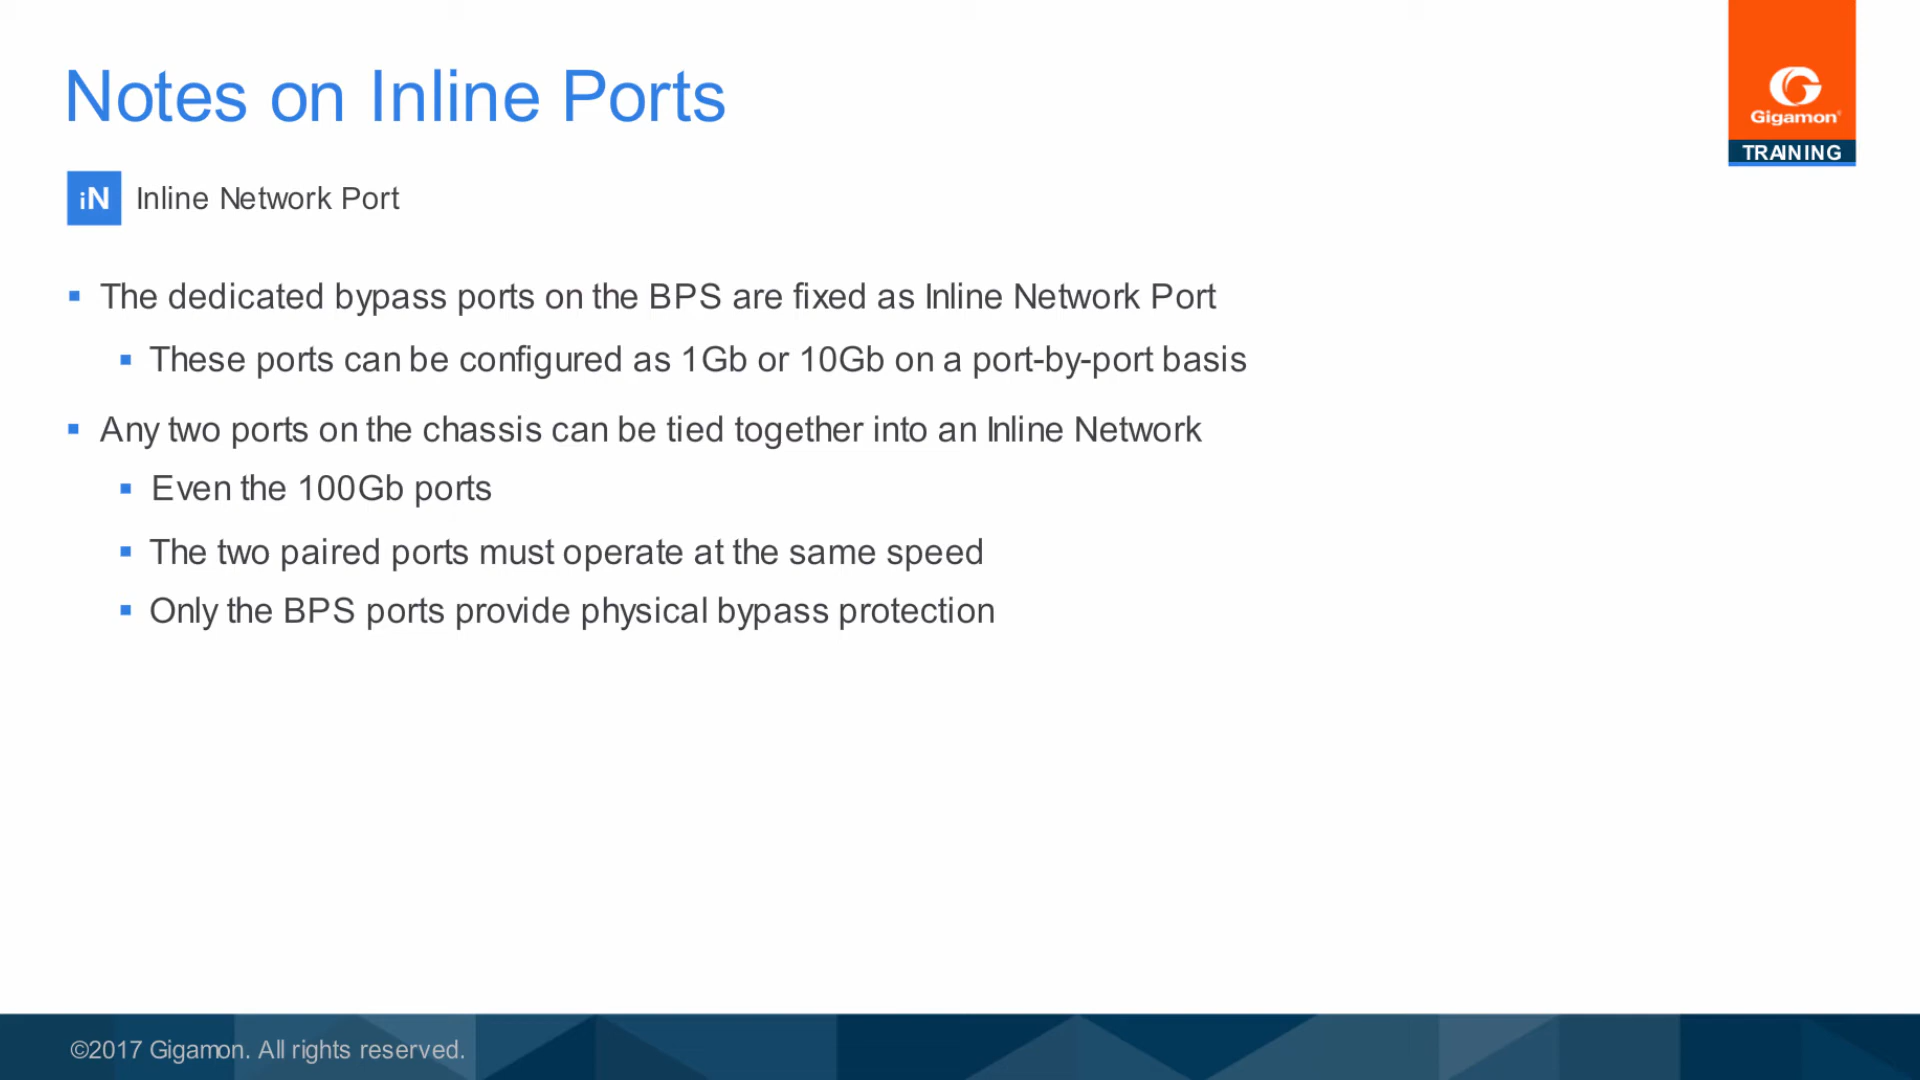 Notes on Inline Ports
Gigamon®
TRAINING
iN Inline Network Port
▪ The dedicated bypass ports on the BPS are fixed as Inline Network Port
▪ These ports can be configured as 1Gb or 10Gb on a port-by-port basis
▪ Any two ports on the chassis can be tied together into an Inline Network
▪ Even the 100Gb ports
▪ The two paired ports must operate at the same speed
▪ Only the BPS ports provide physical bypass protection
©2017 Gigamon. All rights reserved.